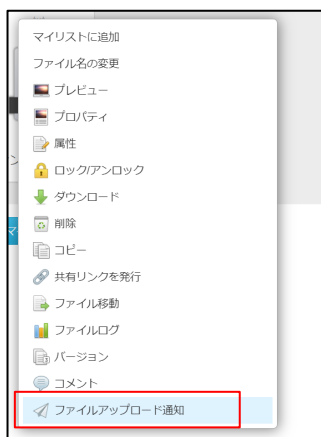 マイリストに追加
ファイル名の変更
プレビュー
プロパティ
属性
ロック/アンロック
ダウンロード
削除
コピー
共有リンクを発行
ファイル移動
ファイルログ
バージョン
コメント
ファイルアップロード通知